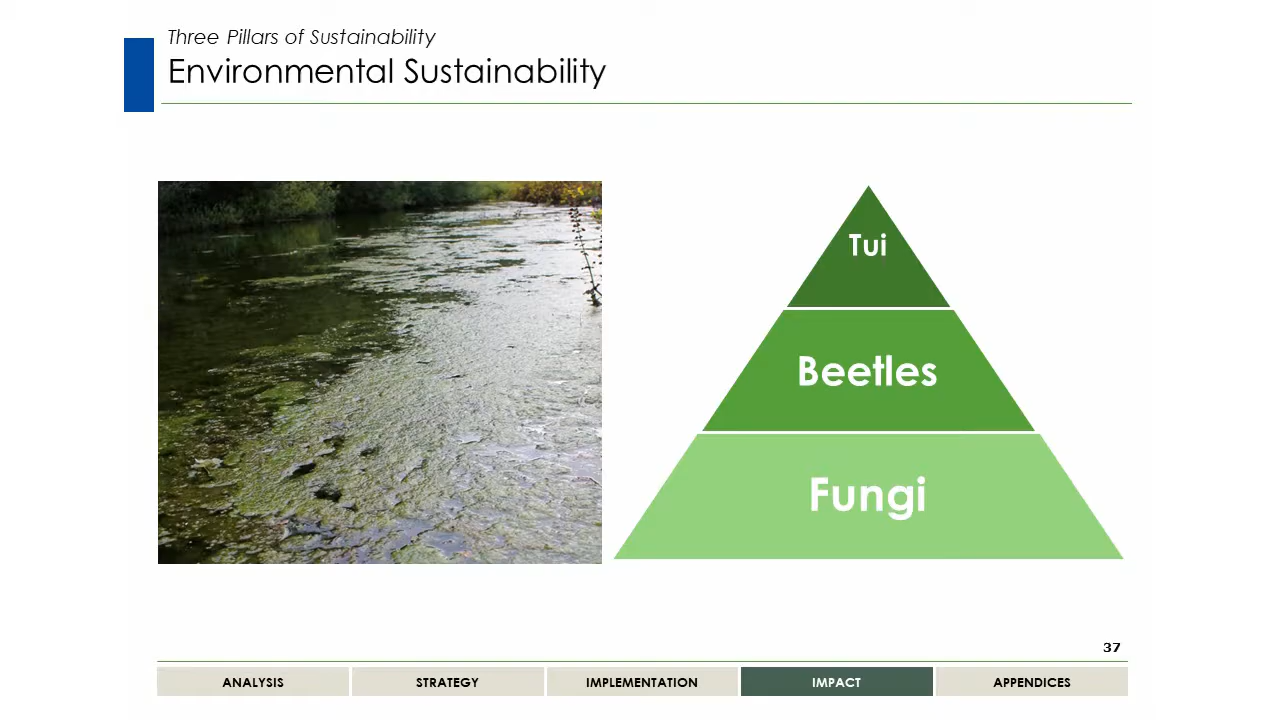 Three Pillars of Sustainability
Environmental Sustainability
Tui
Beetles
Fungi
37
ANALYSIS
STRATEGY
IMPLEMENTATION
IMPACT
APPENDICES